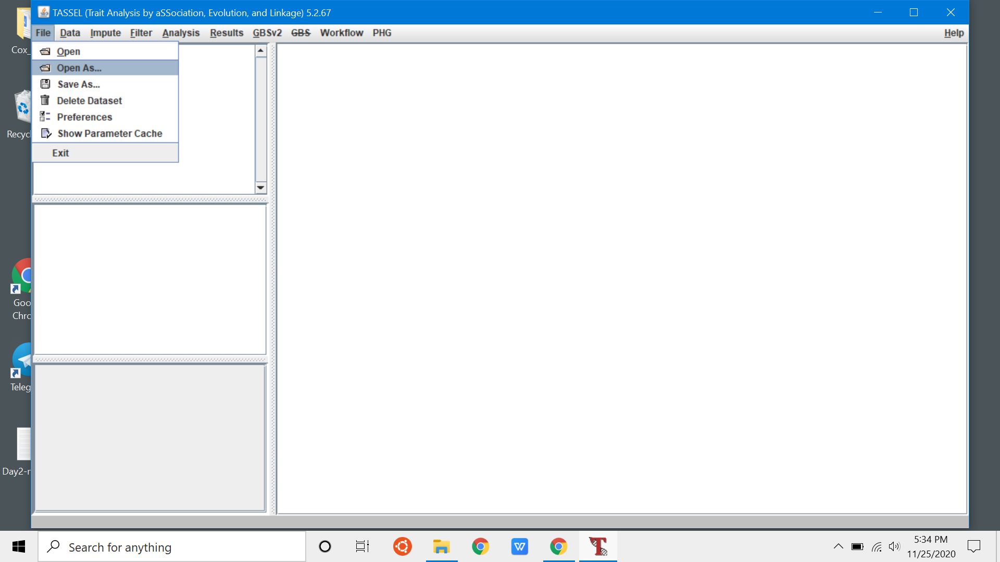 TASSEL (Trait Analysis by aSSociation, Evolution, and Linkage) 5.2.67
File Data Impute Filter Analysis Results GBSv2 GBS Workflow PHG Help
Open
Open As...
Save As...
Delete Dataset
Preferences
Show Parameter Cache
Exit
Cox_
Recycl
Goo
Chro
Teleg
Day2-r
Search for anything
5:34 PM
11/25/2020